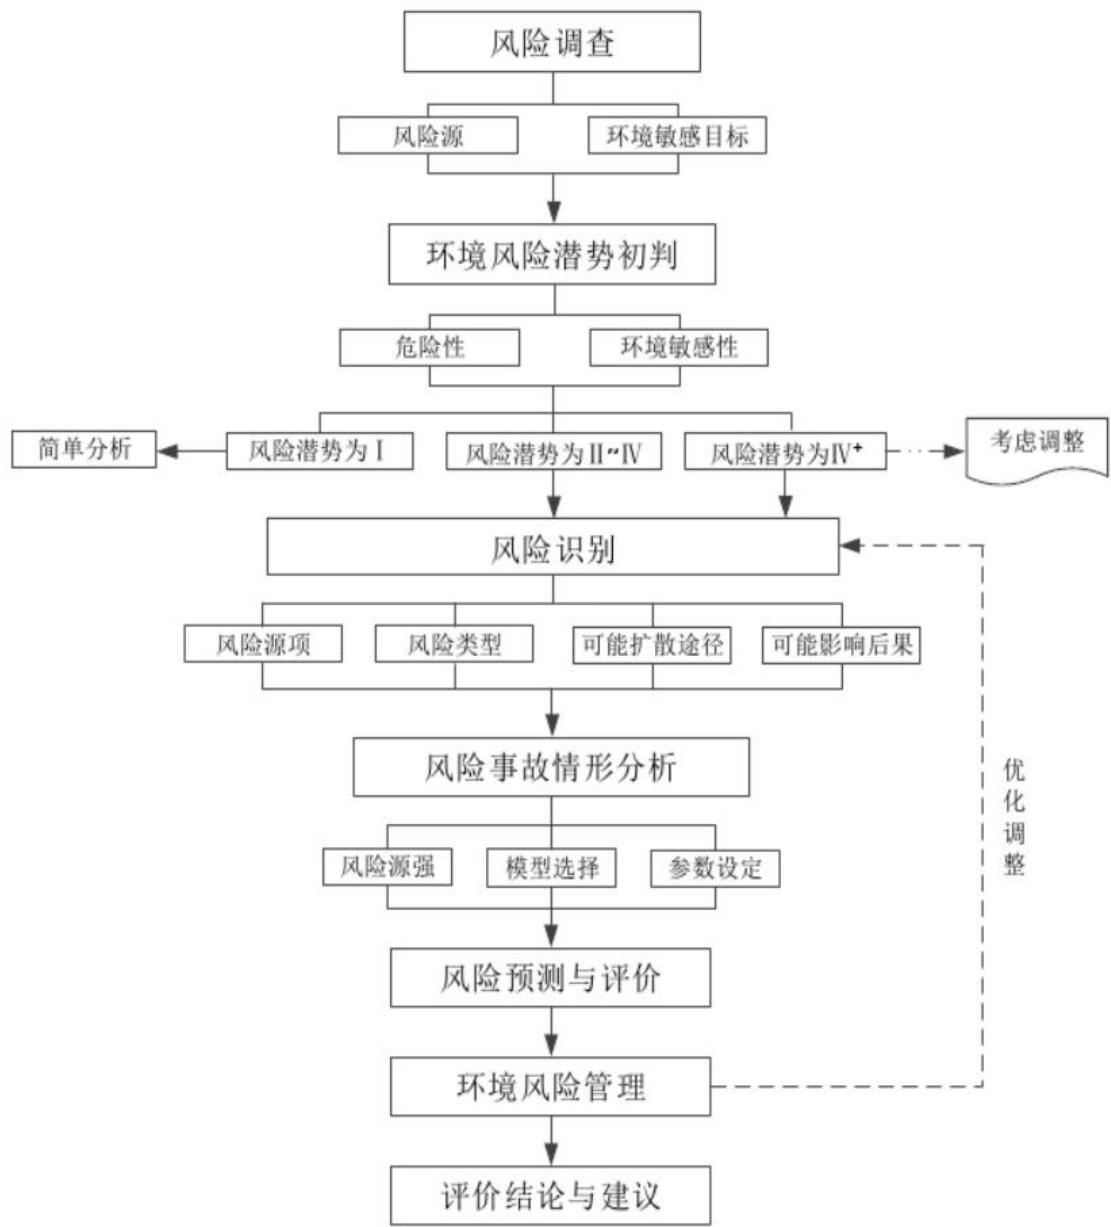 风险调查
风险源
环境敏感目标
环境风险潜势初判
危险性
环境敏感性
简单分析
风险潜势为Ⅰ
风险潜势为Ⅱ~Ⅳ
风险潜势为Ⅳ⁺
考虑调整
风险识别
风险源项
风险类型
可能扩散途径
可能影响后果
风险事故情形分析
优化调整
风险源强
模型选择
参数设定
风险预测与评价
环境风险管理
评价结论与建议